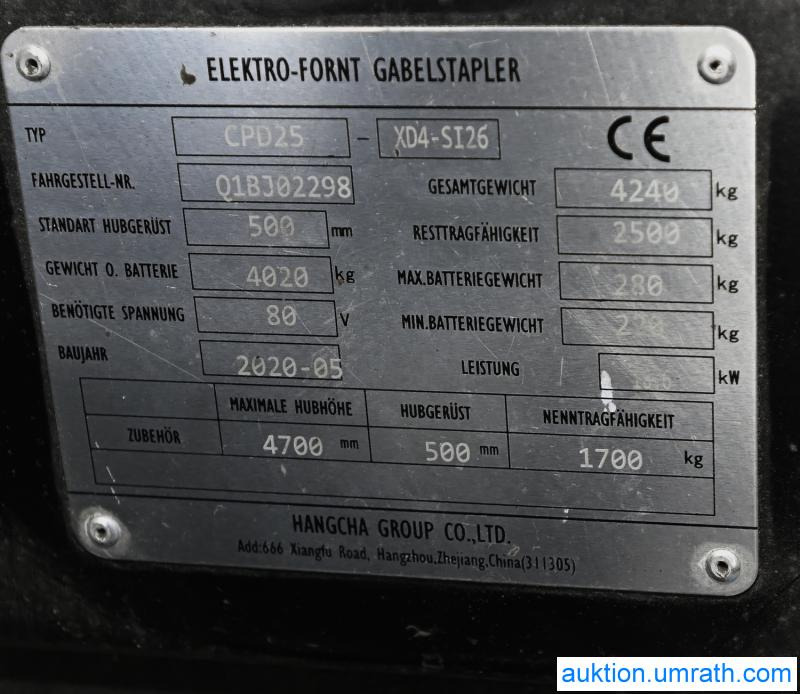 ELEKTRO-FORNT GABELSTAPLER
TYP CPD25 - XD4-SI26 CE
FAHRGESTELL-NR. Q1BJ02298 GESAMTGEWICHT 4240 kg
STANDART HUBGERÜST 500 mm RESTTRAGFÄHIGKEIT 2500 kg
GEWICHT O. BATTERIE 4020 kg MAX.BATTERIEGEWICHT 280 kg
BENÖTIGTE SPANNUNG 80 V MIN.BATTERIEGEWICHT 220 kg
BAUJAHR 2020-05 LEISTUNG kW
MAXIMALE HUBHÖHE HUBGERÜST NENNTRAGFÄHIGKEIT
ZUBEHÖR 4700 mm 500 mm 1700 kg
HANGCHA GROUP CO.,LTD.
Add:666 Xiangfu Road, Hangzhou,Zhejiang,China(311305)
auktion.umrath.com